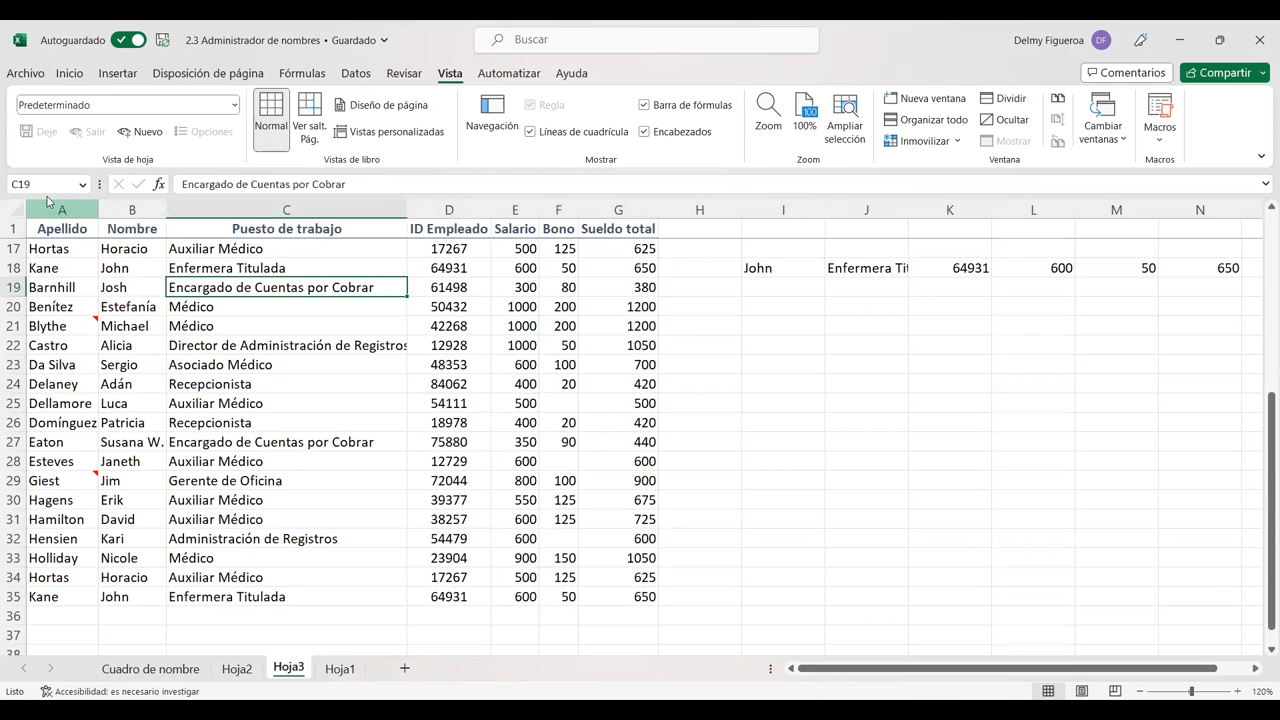 Autoguardado 2.3 Administrador de nombres • Guardado Buscar Delmy Figueroa DF
Archivo Inicio Insertar Disposición de página Fórmulas Datos Revisar Vista Automatizar Ayuda Comentarios Compartir
Predeterminado
Deje Salir Nuevo Opciones
Vista de hoja
Normal
Ver salt. Pág.
Diseño de página
Vistas personalizadas
Vistas de libro
Navegación
Regla
Barra de fórmulas
Líneas de cuadrícula
Encabezados
Mostrar
Zoom
100
100%
Ampliar selección
Zoom
Nueva ventana
Organizar todo
Inmovilizar
Dividir
Ocultar
Mostrar
Cambiar ventanas
Ventana
Macros
Macros
C19 fx Encargado de Cuentas por Cobrar
A B C D E F G H I J K L M N
1 Apellido Nombre Puesto de trabajo ID Empleado Salario Bono Sueldo total
17 Hortas Horacio Auxiliar Médico 17267 500 125 625
18 Kane John Enfermera Titulada 64931 600 50 650 John Enfermera Tit 64931 600 50 650
19 Barnhill Josh Encargado de Cuentas por Cobrar 61498 300 80 380
20 Benítez Estefanía Médico 50432 1000 200 1200
21 Blythe Michael Médico 42268 1000 200 1200
22 Castro Alicia Director de Administración de Registros 12928 1000 50 1050
23 Da Silva Sergio Asociado Médico 48353 600 100 700
24 Delaney Adán Recepcionista 84062 400 20 420
25 Dellamore Luca Auxiliar Médico 54111 500 500
26 Domínguez Patricia Recepcionista 18978 400 20 420
27 Eaton Susana W. Encargado de Cuentas por Cobrar 75880 350 90 440
28 Esteves Janeth Auxiliar Médico 12729 600 600
29 Giest Jim Gerente de Oficina 72044 800 100 900
30 Hagens Erik Auxiliar Médico 39377 550 125 675
31 Hamilton David Auxiliar Médico 38257 600 125 725
32 Hensien Kari Administración de Registros 54479 600 600
33 Holliday Nicole Médico 23904 900 150 1050
34 Hortas Horacio Auxiliar Médico 17267 500 125 625
35 Kane John Enfermera Titulada 64931 600 50 650
36
37
Cuadro de nombre Hoja2 Hoja3 Hoja1
Listo Accesibilidad: es necesario investigar 120%